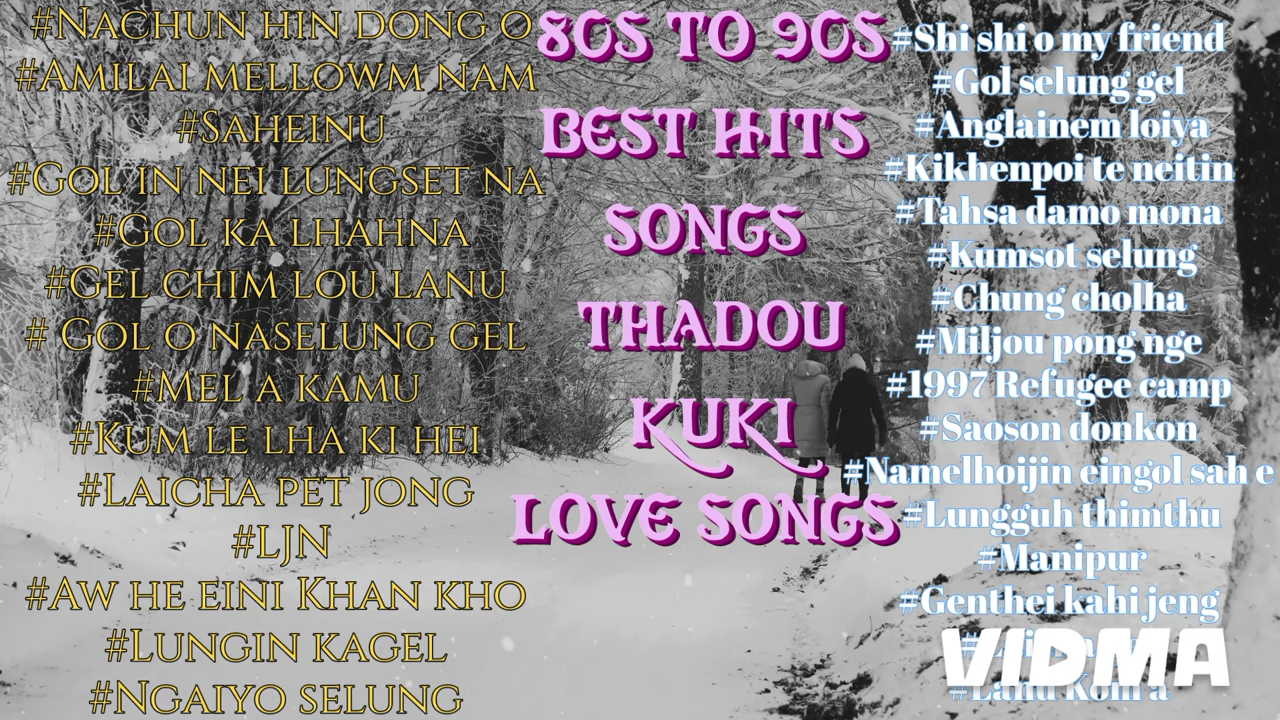 #Nachun hin dong o
#Amilai mellowm nam
#Saheinu
#Gol in nei lungset na
#Gol ka lhahna
#Gel chim lou lanu
# Gol o naselung gel
#Mel a kamu
#Kum le lha ki hei
#Laicha pet jong
#LJN
#Aw he eini Khan kho
#Lungin kagel
#Ngaiyo selung
80S TO 90S
BEST HITS
SONGS
THADOU
KUKI
LOVE SONGS
#Shi shi o my friend
#Gol selung gel
#Anglainem loiya
#Kikhenpoi te neitin
#Tahsa damo mona
#Kumsot selung
#Chung cholha
#Miljou pong nge
#1997 Refugee camp
#Saoson donkon
#Namelhoijin eingol sah e
#Lungguh thimthu
#Manipur
#Genthei kahi jeng
#Lanu Kom a
VIDMA